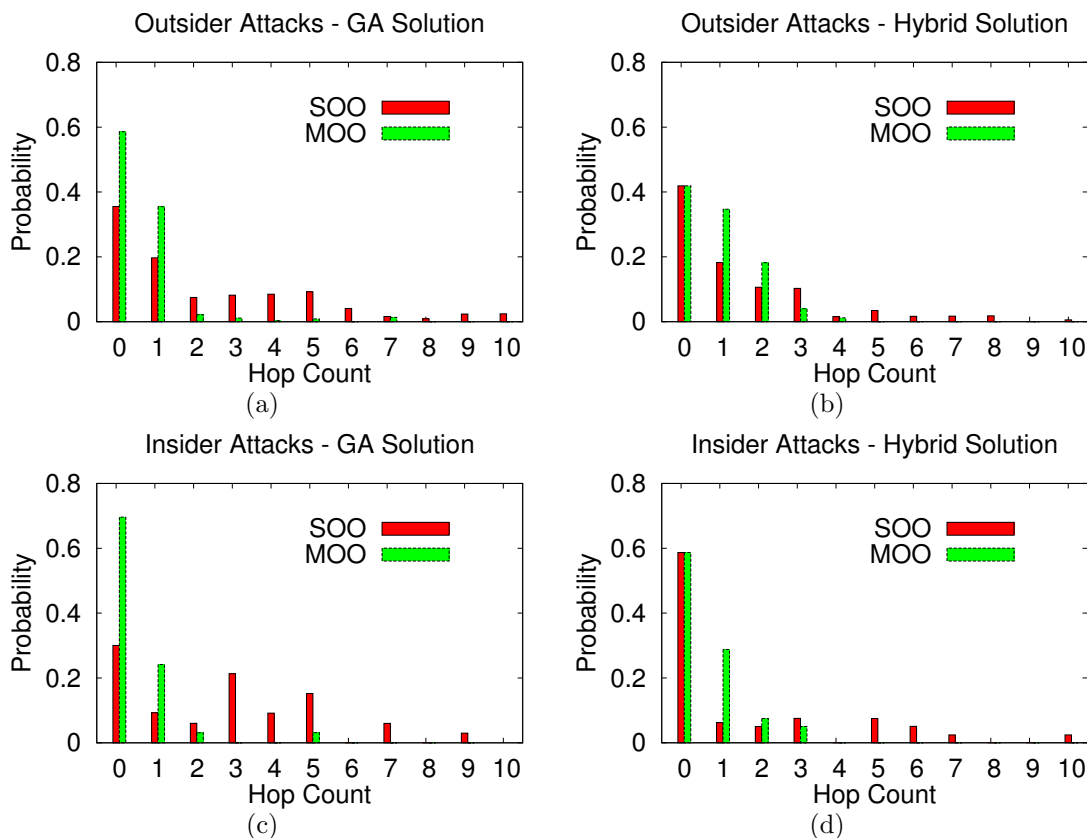 Outsider Attacks - GA Solution
0.8
0.6
0.4
0.2
0
Probability
SOO
MOO
0 1 2 3 4 5 6 7 8 9 10
Hop Count
(a)
Outsider Attacks - Hybrid Solution
0.8
0.6
0.4
0.2
0
Probability
SOO
MOO
0 1 2 3 4 5 6 7 8 9 10
Hop Count
(b)
Insider Attacks - GA Solution
0.8
0.6
0.4
0.2
0
Probability
SOO
MOO
0 1 2 3 4 5 6 7 8 9 10
Hop Count
(c)
Insider Attacks - Hybrid Solution
0.8
0.6
0.4
0.2
0
Probability
SOO
MOO
0 1 2 3 4 5 6 7 8 9 10
Hop Count
(d)